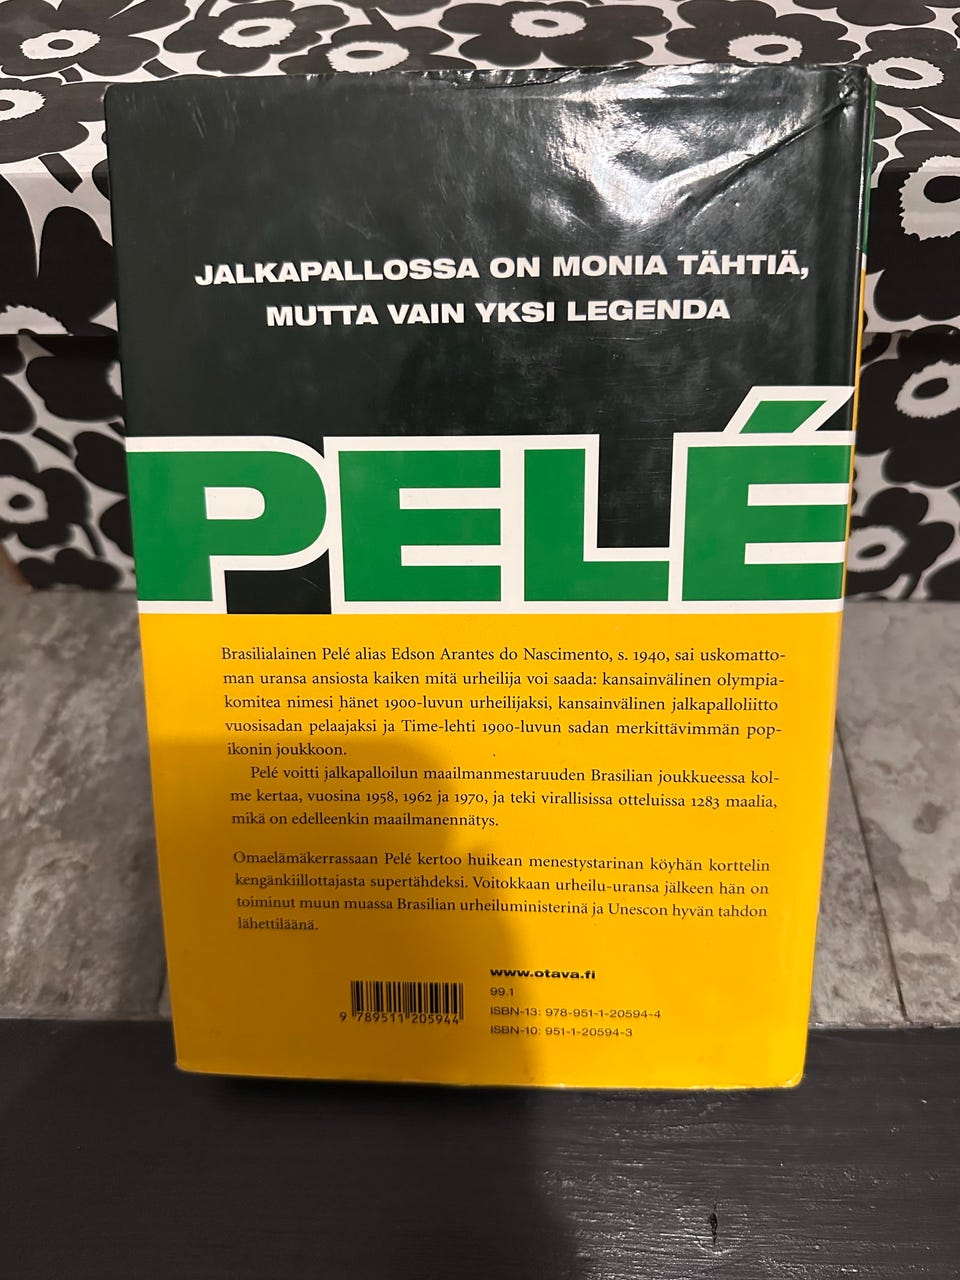 JALKAPALLOSSA ON MONIA TÄHTIÄ,
MUTTA VAIN YKSI LEGENDA
PELÉ
Brasilialainen Pelé alias Edson Arantes do Nascimento, s. 1940, sai uskomatto-
man uransa ansiosta kaiken mitä urheilija voi saada: kansainvälinen olympia-
komitea nimesi hänet 1900-luvun urheilijaksi, kansainvälinen jalkapalloliitto
vuosisadan pelaajaksi ja Time-lehti 1900-luvun sadan merkittävimmän pop-
ikonin joukkoon.
Pelé voitti jalkapalloilun maailmanmestaruuden Brasilian joukkueessa kol-
me kertaa, vuosina 1958, 1962 ja 1970, ja teki virallisissa otteluissa 1283 maalia,
mikä on edelleenkin maailmanennätys.
Omaelämäkerrassaan Pelé kertoo huikean menestystarinan köyhän korttelin
kengänkiillottajasta supertähdeksi. Voitokkaan urheilu-uransa jälkeen hän on
toiminut muun muassa Brasilian urheiluministerinä ja Unescon hyvän tahdon
lähettiläänä.
www.otava.fi
99.1
ISBN-13: 978-951-1-20594-4
ISBN-10: 951-1-20594-3
9 789511 205944